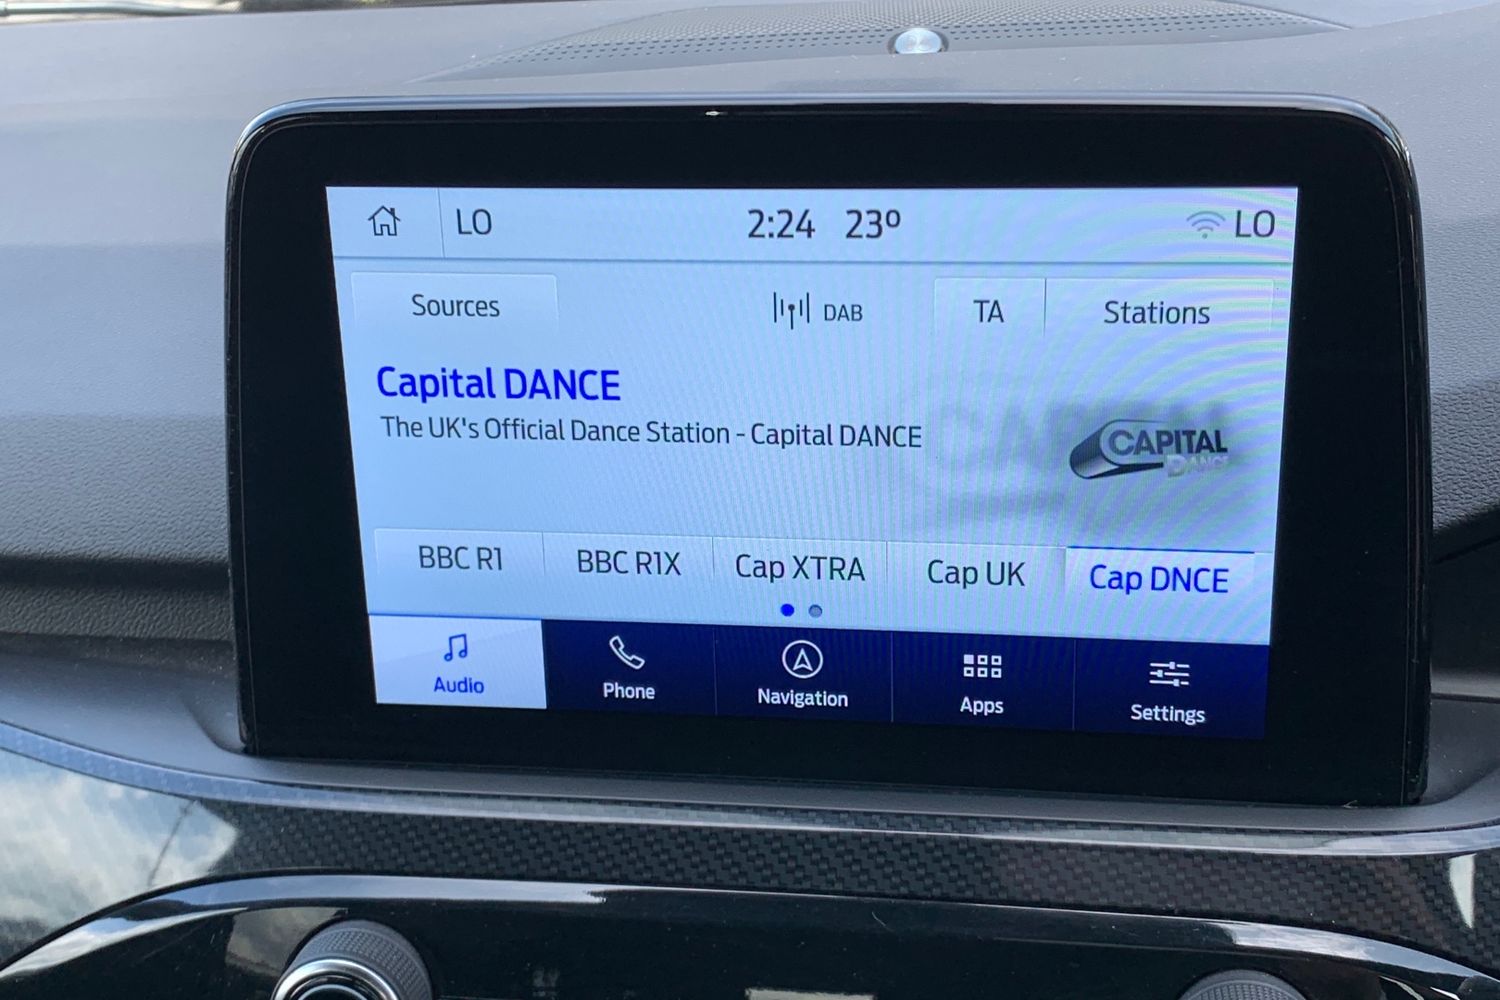 LO 2:24 23º LO
Sources DAB TA Stations
Capital DANCE
The UK's Official Dance Station - Capital DANCE
CAPITAL
DANCE
BBC R1 BBC R1X Cap XTRA Cap UK Cap DNCE
Audio Phone Navigation Apps Settings